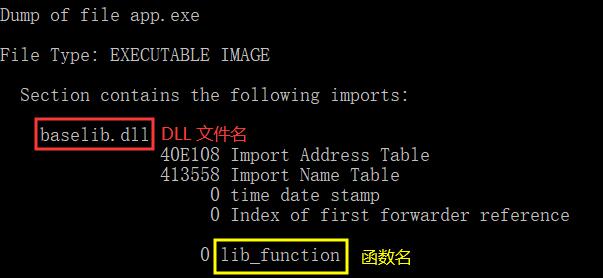 Dump of file app.exe
File Type: EXECUTABLE IMAGE
Section contains the following imports:
baselib.dll DLL 文件名
40E108 Import Address Table
413558 Import Name Table
0 time date stamp
0 Index of first forwarder reference
0 lib_function 函数名